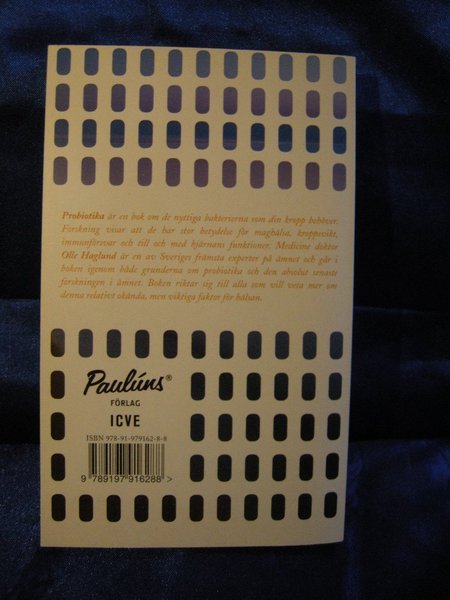 Probiotika är en bok om de nyttiga bakterierna som din kropp behöver.
Forskning visar att de har stor betydelse för maghälsa, kroppsvikt,
immunförsvar och till och med hjärnans funktioner. Medicine doktor
Olle Haglund är en av Sveriges främsta experter på ämnet och går i
boken igenom både grunderna om probiotika och den absolut senaste
forskningen i ämnet. Boken riktar sig till alla som vill veta mer om
denna relativt okända, men viktiga faktor för hälsan.
Paulúns®
FÖRLAG
ICVE
ISBN 978-91-979162-8-8
9 789197 916288 >